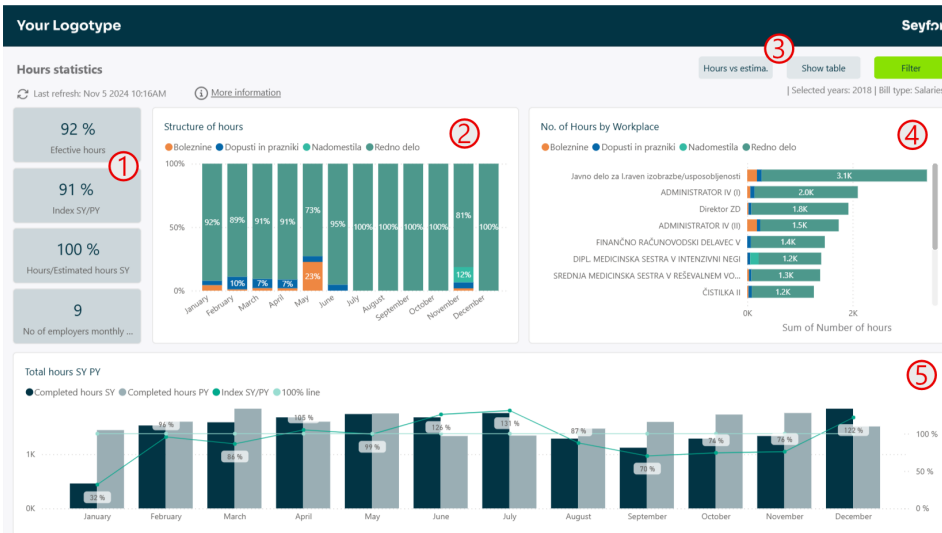 Your Logotype
Seyfor
3
Hours statistics
Hours vs estima.
Show table
Filter
Last refresh: Nov 5 2024 10:16AM
More information
| Selected years: 2018 | Bill type: Salaries
92 %
Efective hours
1
91 %
Index SY/PY
100 %
Hours/Estimated hours SY
9
No of employers monthly ...
Structure of hours
2
Boleznine Dopusti in prazniki Nadomestila Redno delo
100%
50%
0%
92% 89% 91% 91% 73% 95% 100% 100% 100% 100% 81% 100%
10% 7% 7% 23% 12%
January February March April May June July August September October November December
No. of Hours by Workplace
4
Boleznine Dopusti in prazniki Nadomestila Redno delo
Javno delo za I.raven izobrazbe/usposobljenosti 3.1K
ADMINISTRATOR IV (I) 2.0K
Direktor ZD 1.8K
ADMINISTRATOR IV (II) 1.5K
FINANČNO RAČUNOVODSKI DELAVEC V 1.4K
DIPL. MEDICINSKA SESTRA V INTENZIVNI NEGI 1.2K
SREDNJA MEDICINSKA SESTRA V REŠEVALNEM VO... 1.3K
ČISTILKA II 1.2K
0K 2K
Sum of Number of hours
Total hours SY PY
5
Completed hours SY Completed hours PY Index SY/PY 100% line
1K
0K
100 %
50 %
0 %
32 % 96 % 86 % 105 % 99 % 126 % 131 % 87 % 70 % 74 % 76 % 122 %
January February March April May June July August September October November December